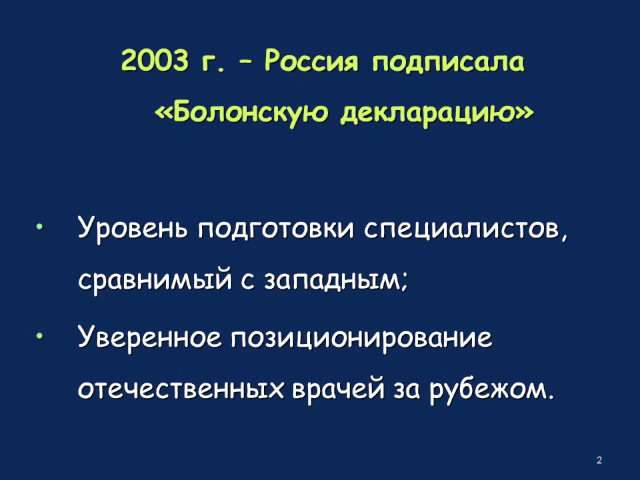 2003 г. – Россия подписала
«Болонскую декларацию»
• Уровень подготовки специалистов,
сравнимый с западным;
• Уверенное позиционирование
отечественных врачей за рубежом.
2